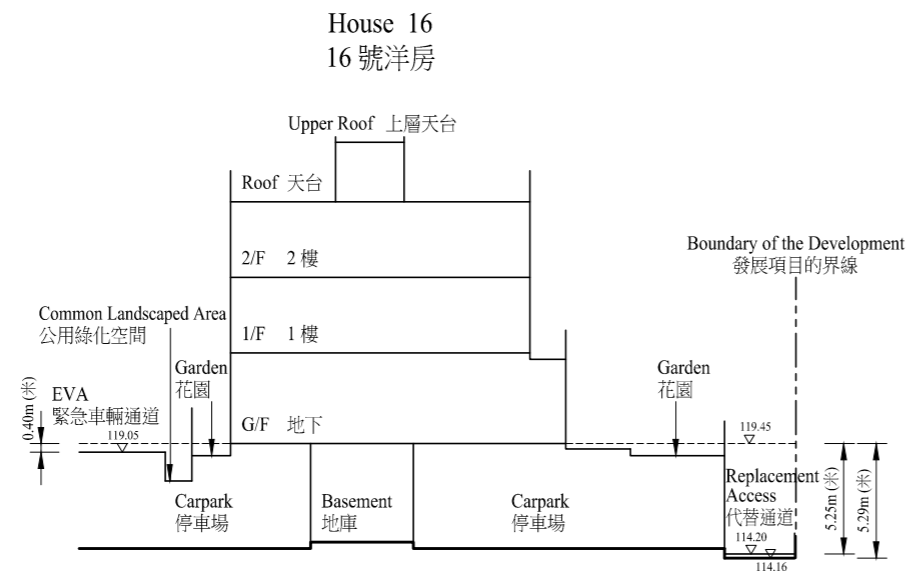 House 16
16 號洋房
Upper Roof 上層天台
Roof 天台
2/F 2 樓
Boundary of the Development
發展項目的界線
Common Landscaped Area
公用綠化空間
1/F 1 樓
Garden
花園
Garden
花園
EVA
緊急車輛通道
0.40m (米)
119.05
G/F 地下
119.45
Carpark
停車場
Basement
地庫
Carpark
停車場
Replacement
Access
代替通道
114.20
114.16
5.25m (米)
5.29m (米)